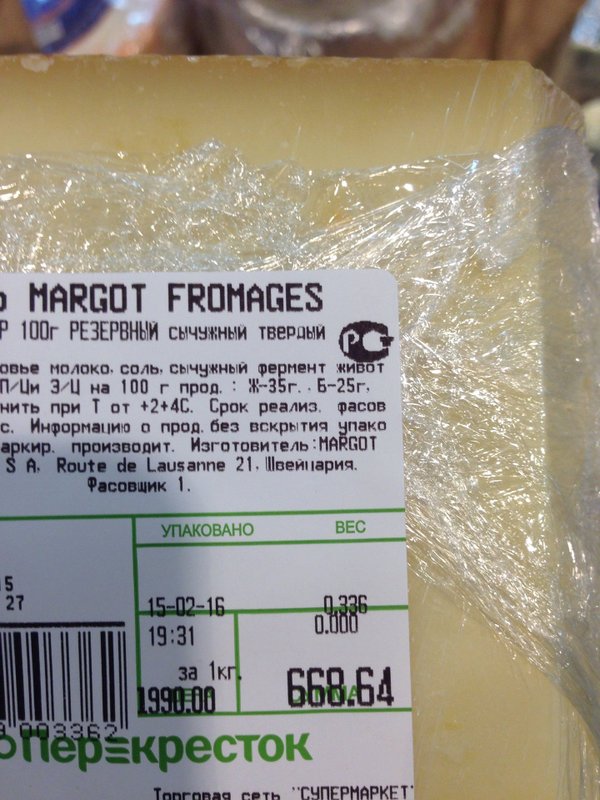 MARGOT FROMAGES
Р 100г РЕЗЕРВНЫЙ СЫЧУЖНЫЙ ТВЕРДЫЙ РС
овье молоко, соль, сычужный фермент живот
П/Ци Э/Ц на 100 г прод. : Ж-35г. . Б-25г,
нить при Т от +2+4С. Срок реализ. фасов
с. Информацию о прод. без вскрытия упако
аркир. производит. Изготовитель:MARGOT
S A, Route de Lausanne 21, Швейцария.
Фасовщик 1.
УПАКОВАНО ВЕС
5
27
15-02-16 0.336
19:31 0.000
за 1кг.
1990.00 668.64
003362
Перекресток
Торговая сеть "СУПЕРМАРКЕТ"